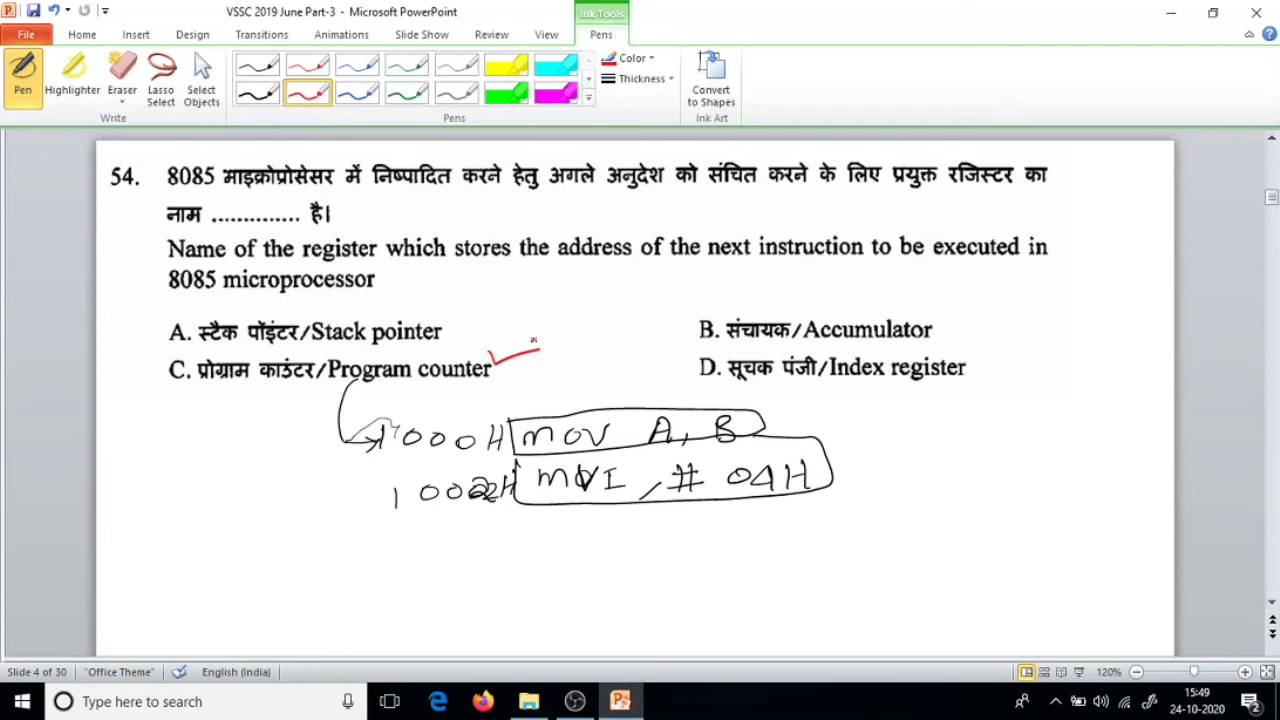 VSSC 2019 June Part-3 - Microsoft PowerPoint
Ink Tools
File Home Insert Design Transitions Animations Slide Show Review View Pens
Pen Highlighter Eraser Lasso Select Select Objects
Color
Thickness
Convert to Shapes
Write Pens Ink Art
54. 8085 माइक्रोप्रोसेसर में निष्पादित करने हेतु अगले अनुदेश को संचित करने के लिए प्रयुक्त रजिस्टर का
नाम .............. है।
Name of the register which stores the address of the next instruction to be executed in
8085 microprocessor
A. स्टैक पॉइंटर/Stack pointer B. संचायक/Accumulator
C. प्रोग्राम काउंटर/Program counter D. सूचक पंजी/Index register
1000H MOV A, B
1002H MVI , # 04H
Slide 4 of 30 "Office Theme" English (India) 120%
Type here to search
15:49
24-10-2020
2